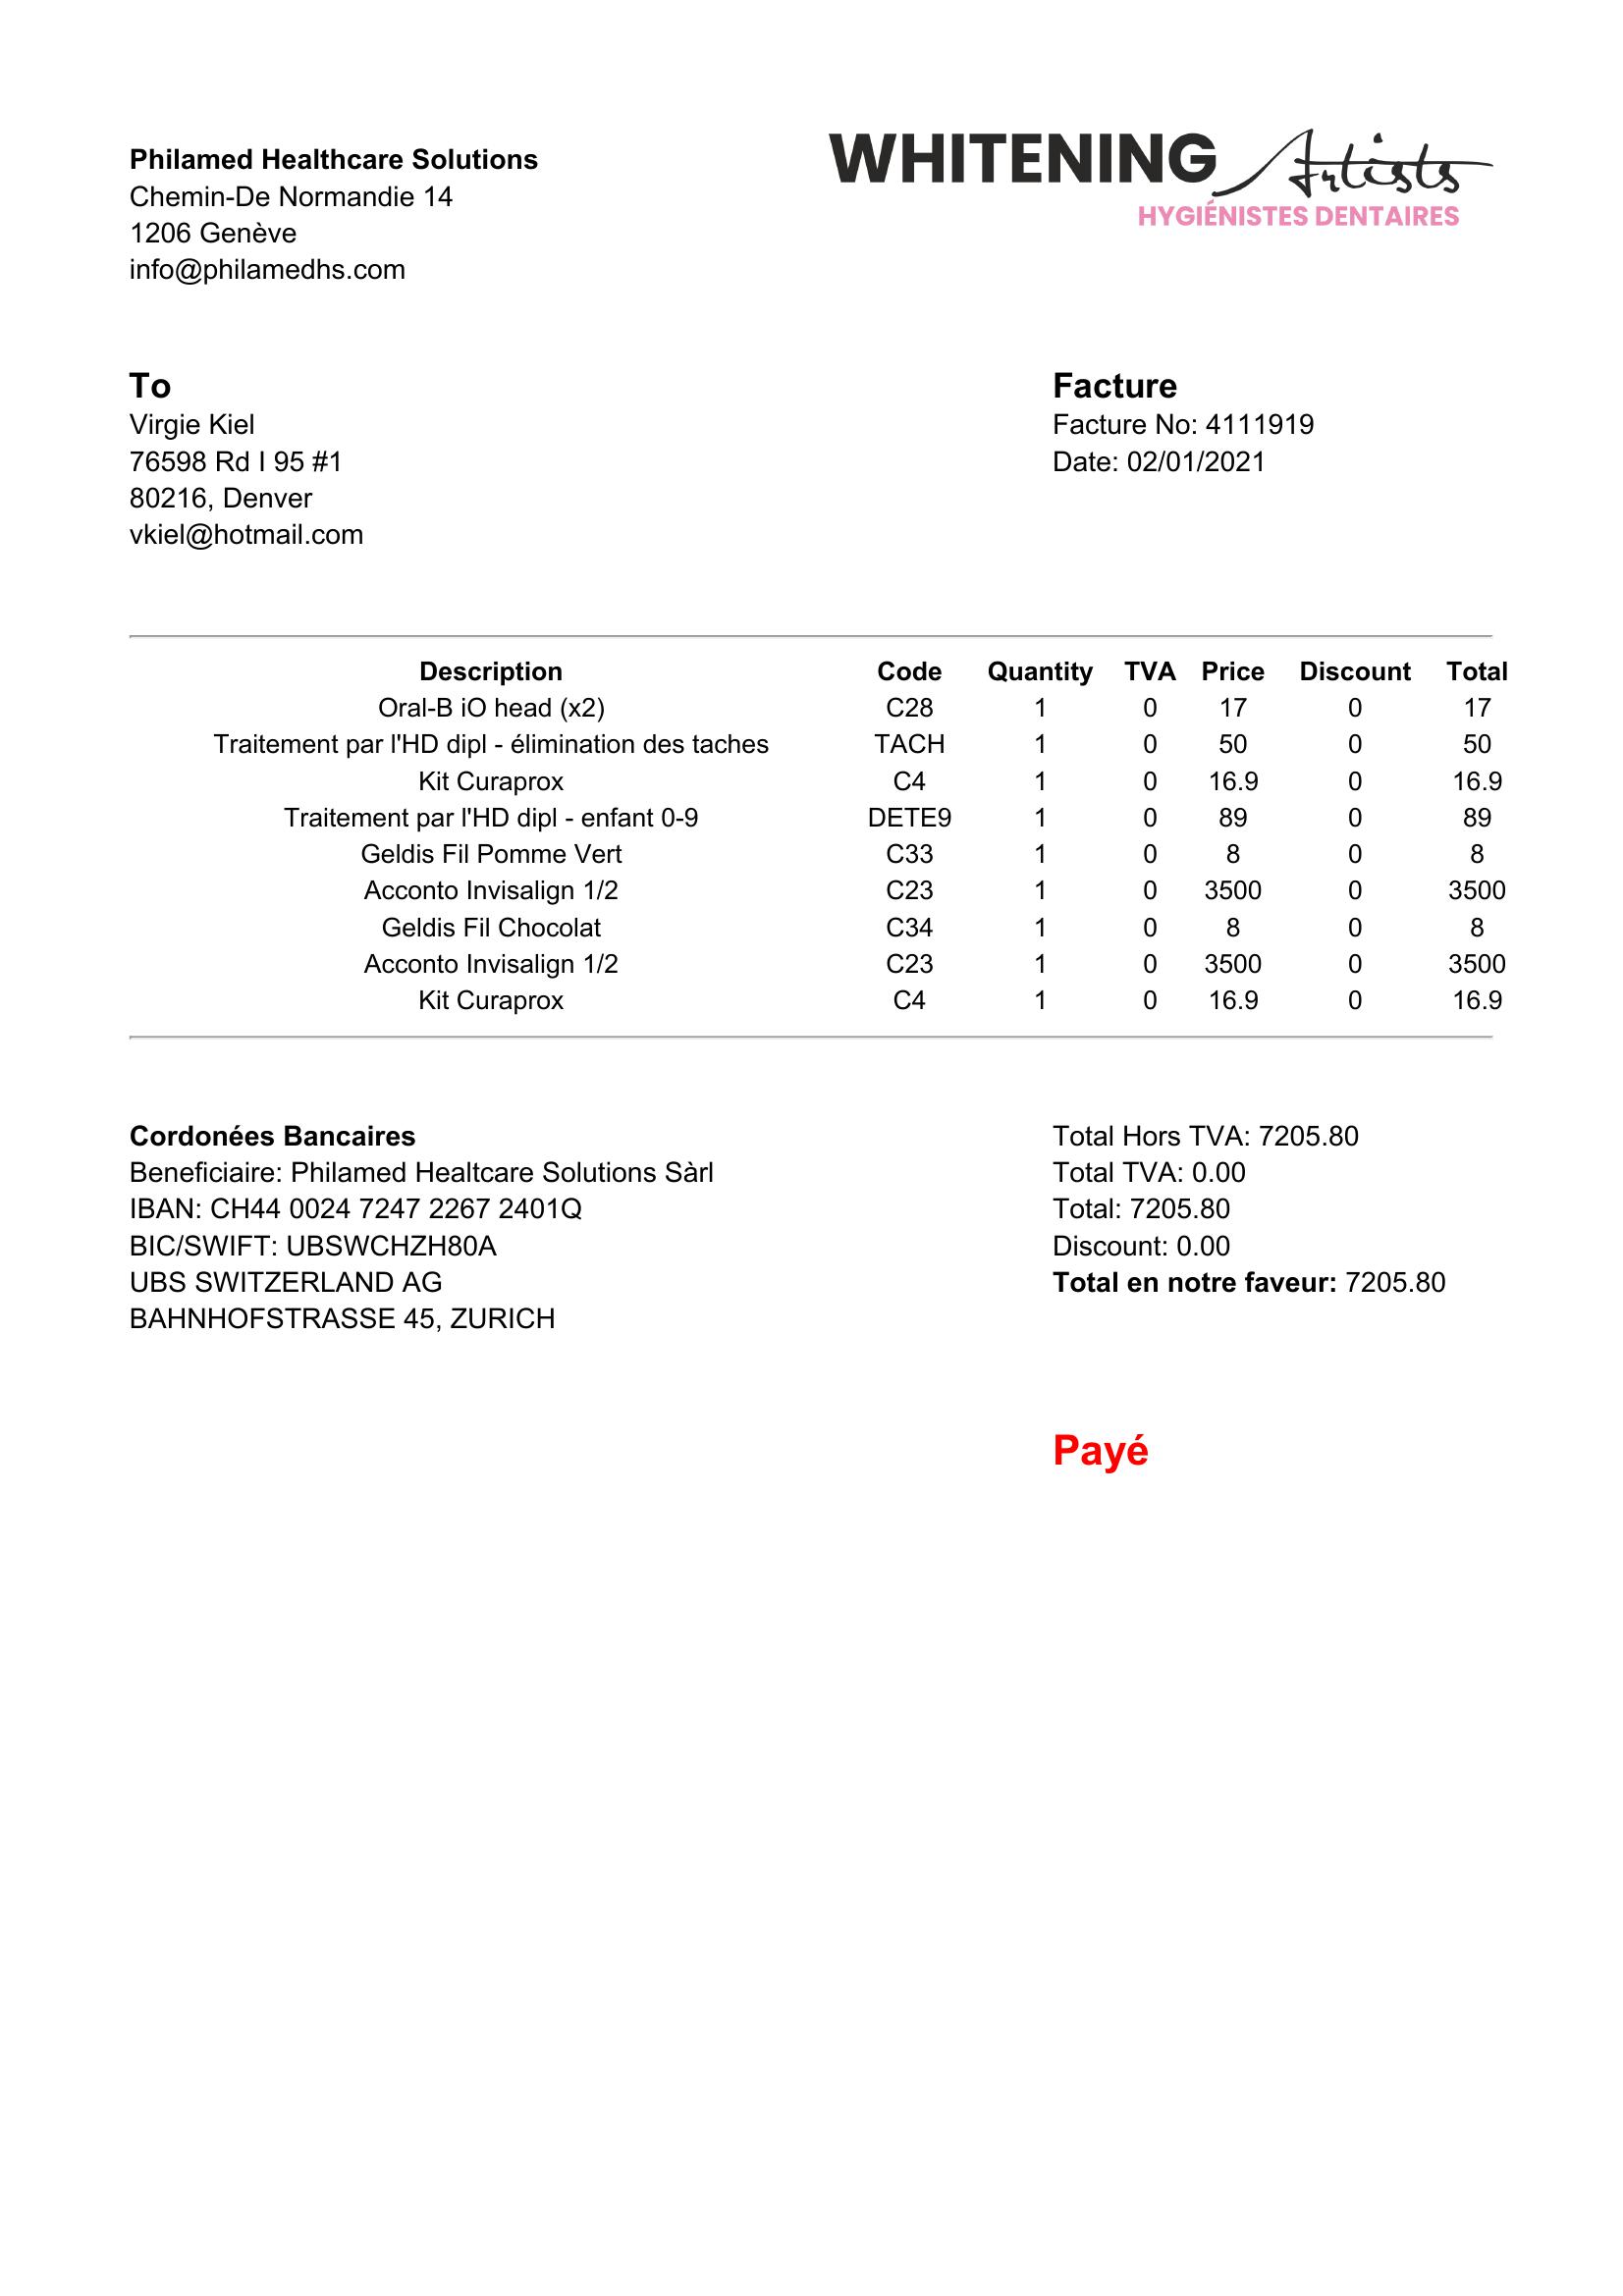 Philamed Healthcare Solutions
Chemin-De Normandie 14
1206 Genève
info@philamedhs.com
WHITENING Artists
HYGIÉNISTES DENTAIRES
To
Virgie Kiel
76598 Rd I 95 #1
80216, Denver
vkiel@hotmail.com
Facture
Facture No: 4111919
Date: 02/01/2021
Description Code Quantity TVA Price Discount Total
Oral-B iO head (x2) C28 1 0 17 0 17
Traitement par l'HD dipl - élimination des taches TACH 1 0 50 0 50
Kit Curaprox C4 1 0 16.9 0 16.9
Traitement par l'HD dipl - enfant 0-9 DETE9 1 0 89 0 89
Geldis Fil Pomme Vert C33 1 0 8 0 8
Acconto Invisalign 1/2 C23 1 0 3500 0 3500
Geldis Fil Chocolat C34 1 0 8 0 8
Acconto Invisalign 1/2 C23 1 0 3500 0 3500
Kit Curaprox C4 1 0 16.9 0 16.9
Cordonées Bancaires
Beneficiaire: Philamed Healtcare Solutions Sàrl
IBAN: CH44 0024 7247 2267 2401Q
BIC/SWIFT: UBSWCHZH80A
UBS SWITZERLAND AG
BAHNHOFSTRASSE 45, ZURICH
Total Hors TVA: 7205.80
Total TVA: 0.00
Total: 7205.80
Discount: 0.00
Total en notre faveur: 7205.80
Payé